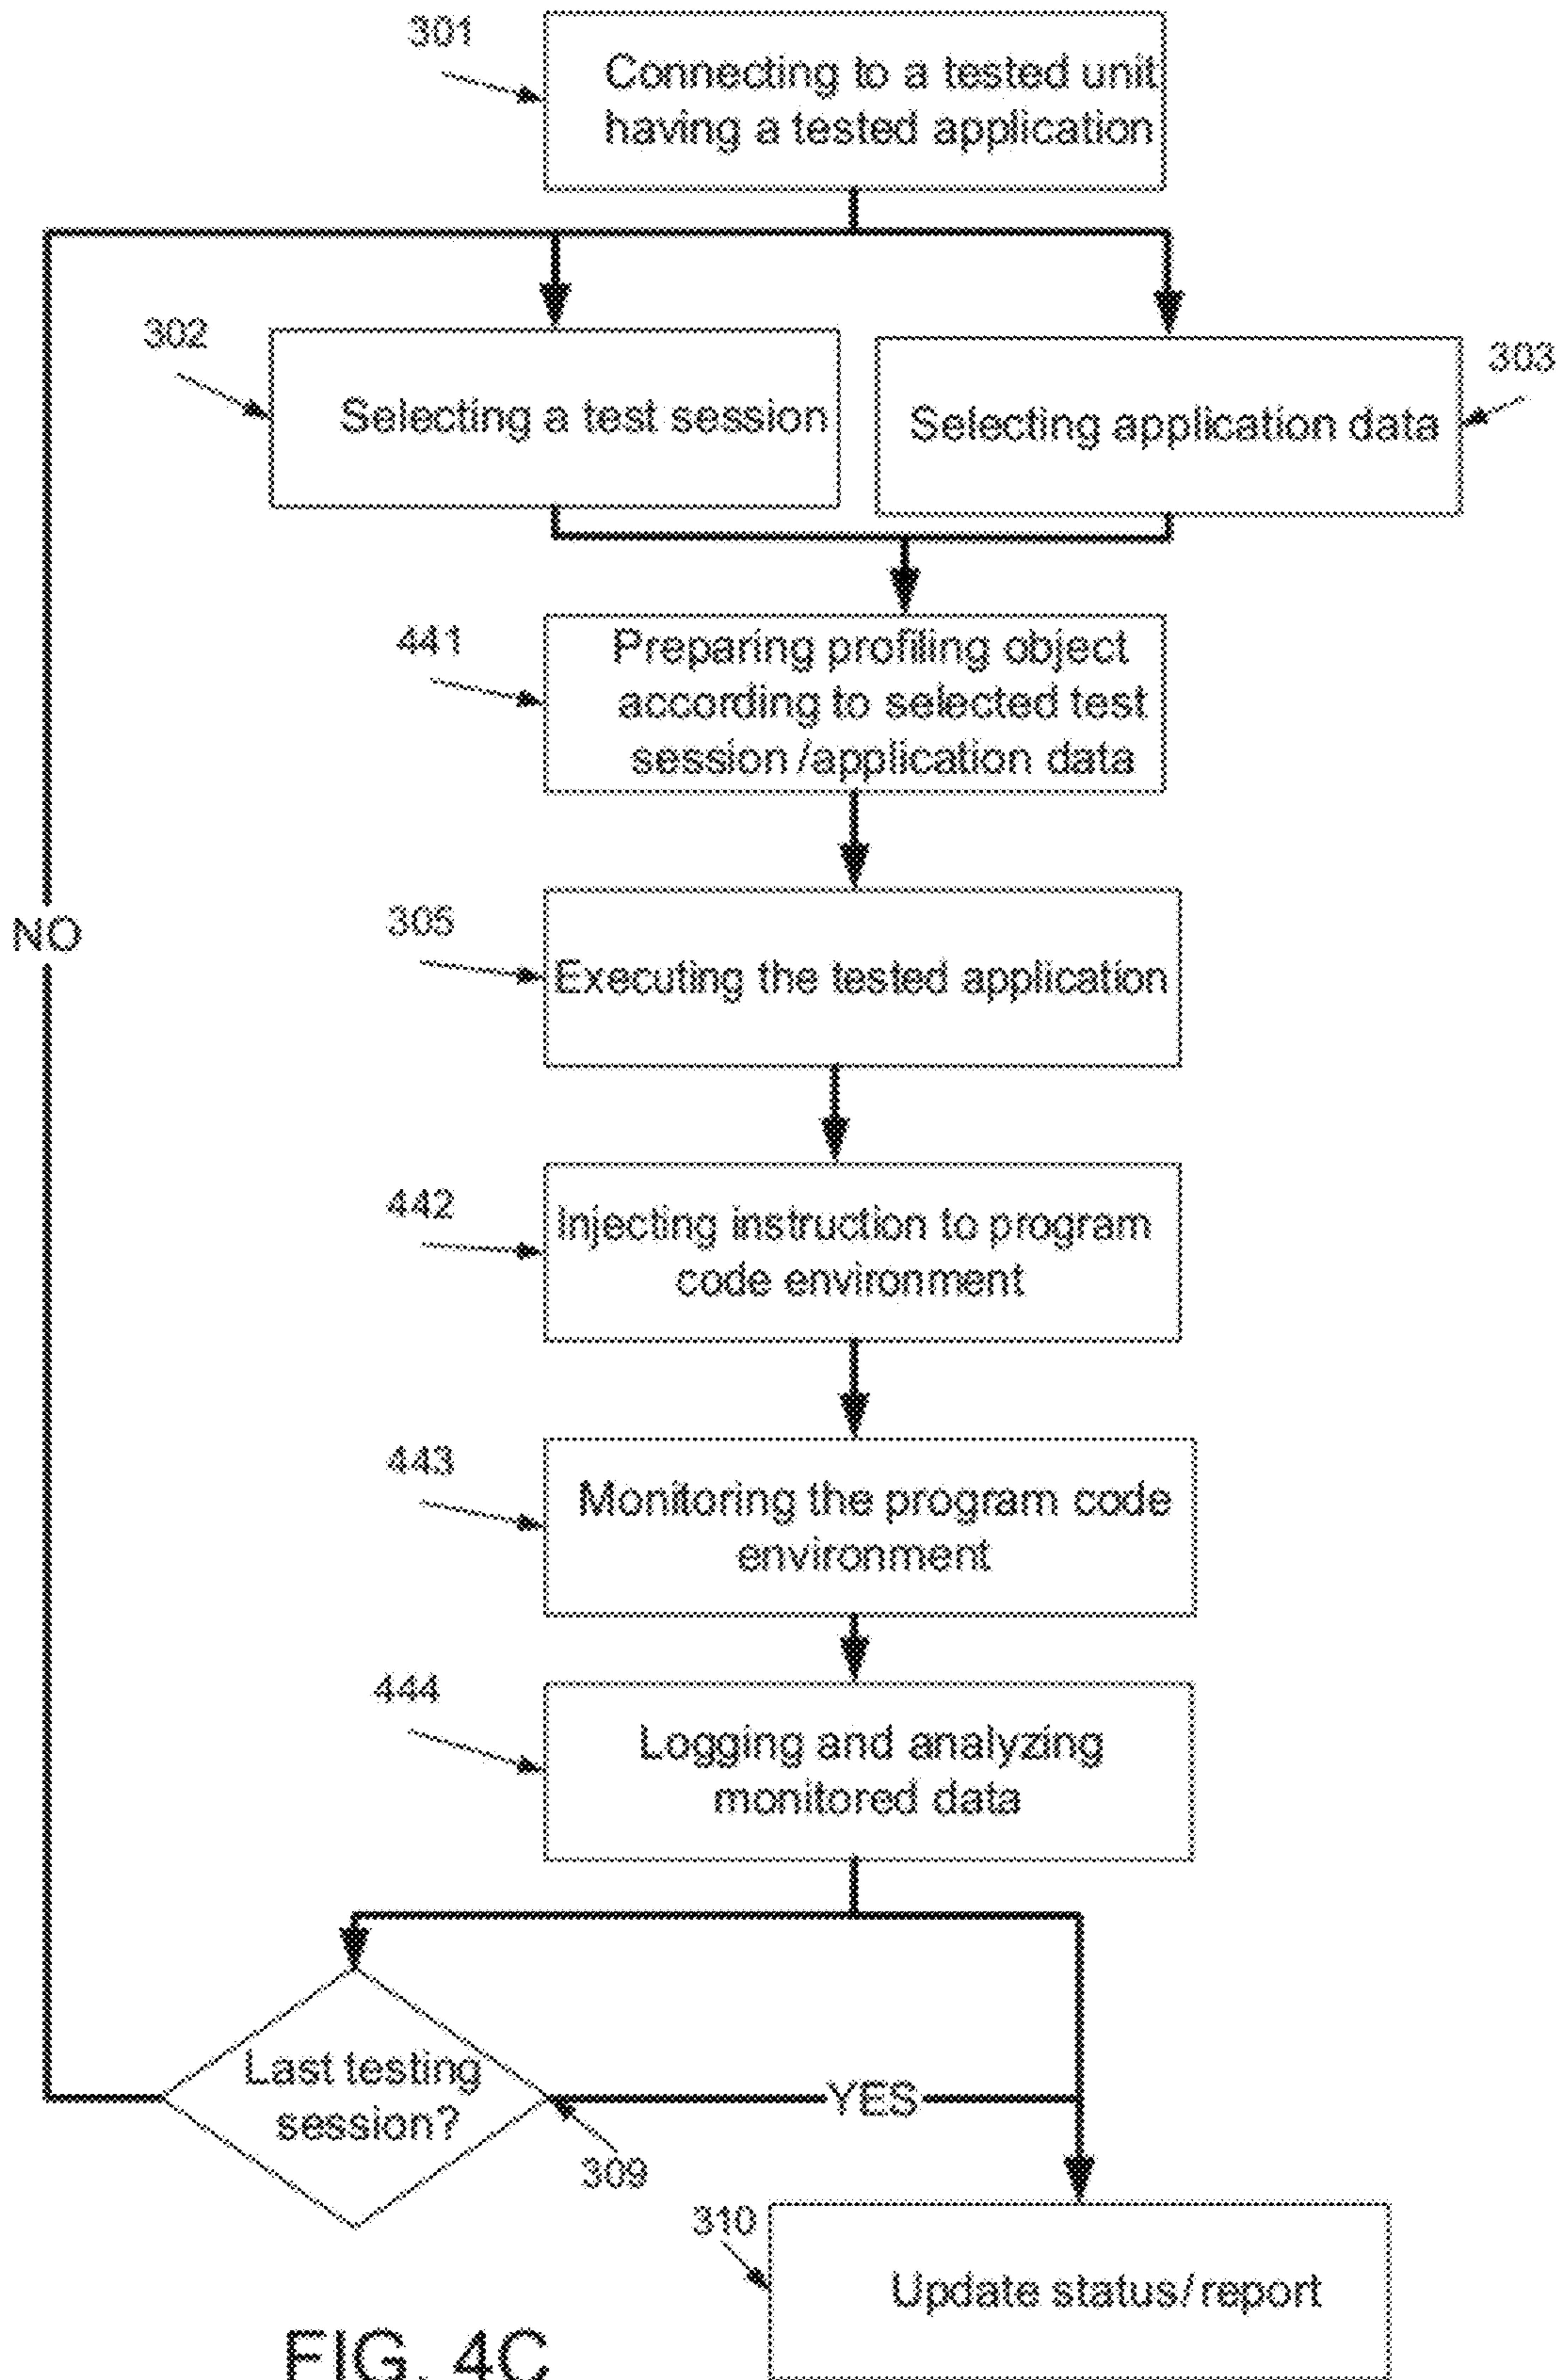 301
Connecting to a tested unit
having a tested application
302
Selecting a test session
303
Selecting application data
441
Preparing profiling object
according to selected test
session/application data
305
Executing the tested application
NO
442
Injecting instruction to program
code environment
443
Monitoring the program code
environment
444
Logging and analyzing
monitored data
Last testing
session?
YES
309
310
Update status/report
FIG. 4C